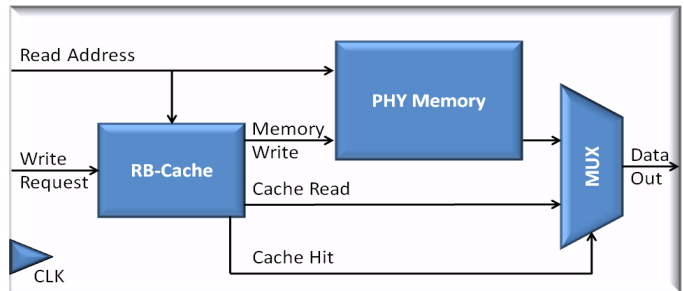 Read Address
PHY Memory
Memory
Write
Write
Request
RB-Cache
MUX
Data
Out
Cache Read
Cache Hit
CLK